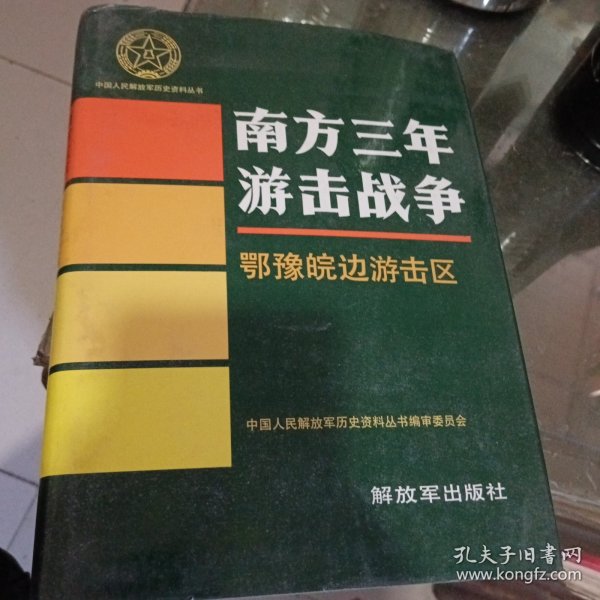 中国人民解放军历史资料丛书
南方三年
游击战争
鄂豫皖边游击区
中国人民解放军历史资料丛书编审委员会
解放军出版社
孔夫子旧书网
www.kongfz.com